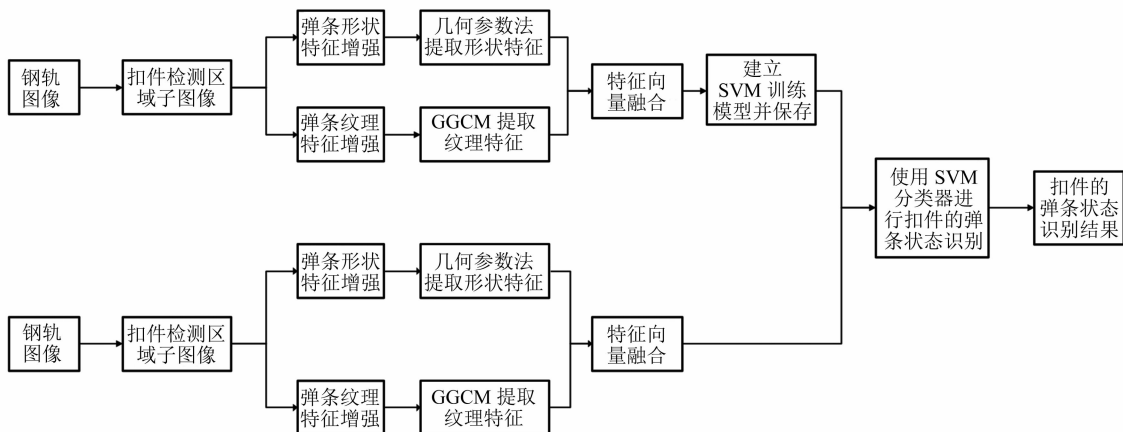 钢轨
图像
扣件检测区
域子图像
弹条形状
特征增强
几何参数法
提取形状特征
弹条纹理
特征增强
GGCM 提取
纹理特征
特征向
量融合
建立
SVM 训练
模型并保存
使用 SVM
分类器进
行扣件的弹
条状态识别
扣件的
弹条状态
识别结果
钢轨
图像
扣件检测区
域子图像
弹条形状
特征增强
几何参数法
提取形状特征
弹条纹理
特征增强
GGCM 提取
纹理特征
特征向
量融合